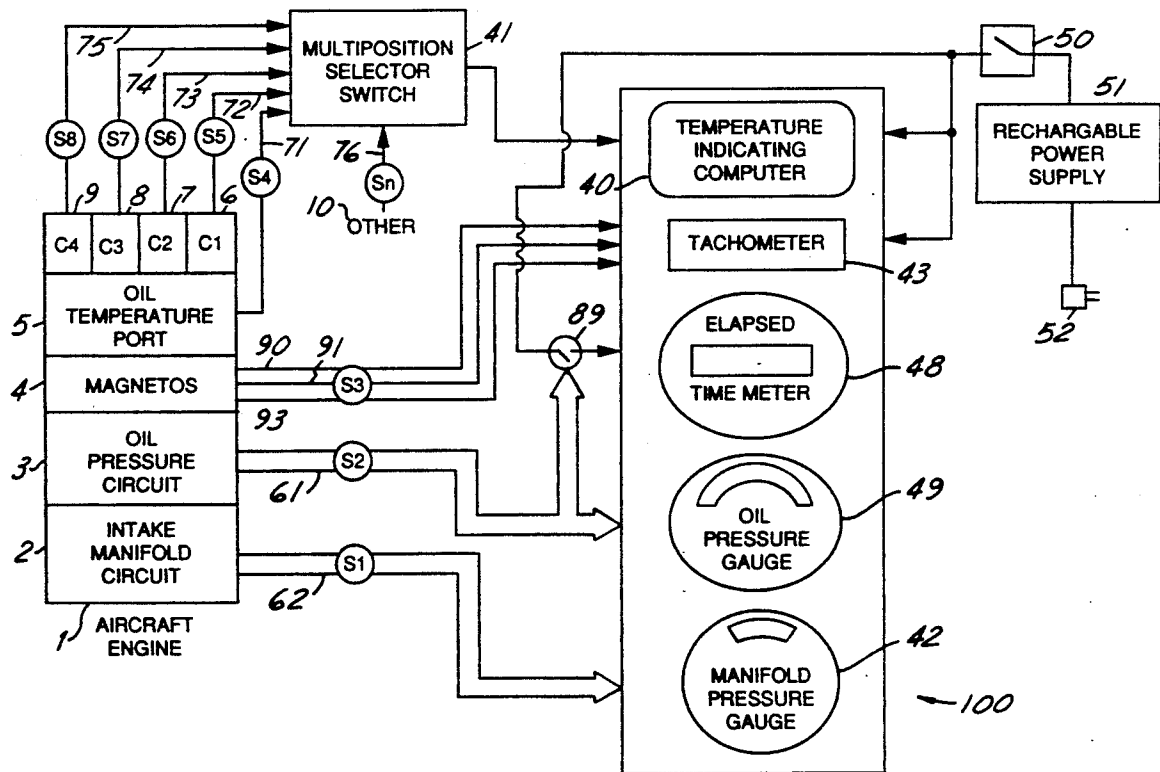 75
74
73
72
71
MULTIPOSITION
SELECTOR
SWITCH
41
50
51
RECHARGABLE
POWER
SUPPLY
52
S8
S7
S6
S5
S4
76
Sn
10
OTHER
9
8
7
6
C4
C3
C2
C1
5
OIL
TEMPERATURE
PORT
4
MAGNETOS
90
91
S3
93
3
OIL
PRESSURE
CIRCUIT
S2
61
2
INTAKE
MANIFOLD
CIRCUIT
S1
62
1
AIRCRAFT
ENGINE
89
40
TEMPERATURE
INDICATING
COMPUTER
TACHOMETER
43
ELAPSED
TIME METER
48
OIL
PRESSURE
GAUGE
49
MANIFOLD
PRESSURE
GAUGE
42
100